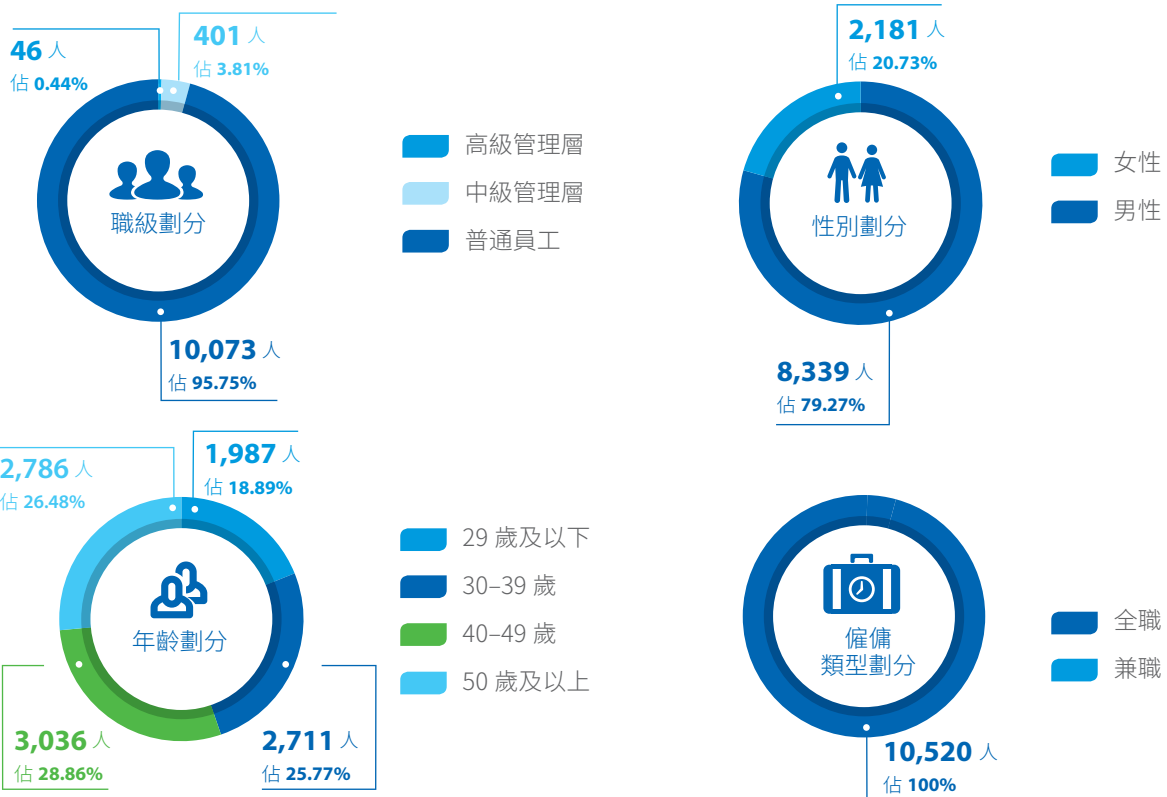 46 人
佔 0.44%
401 人
佔 3.81%
職級劃分
10,073 人
佔 95.75%
高級管理層
中級管理層
普通員工
2,181 人
佔 20.73%
性別劃分
8,339 人
佔 79.27%
女性
男性
2,786 人
佔 26.48%
1,987 人
佔 18.89%
年齡劃分
3,036 人
佔 28.86%
2,711 人
佔 25.77%
29 歲及以下
30–39 歲
40–49 歲
50 歲及以上
僱傭
類型劃分
10,520 人
佔 100%
全職
兼職